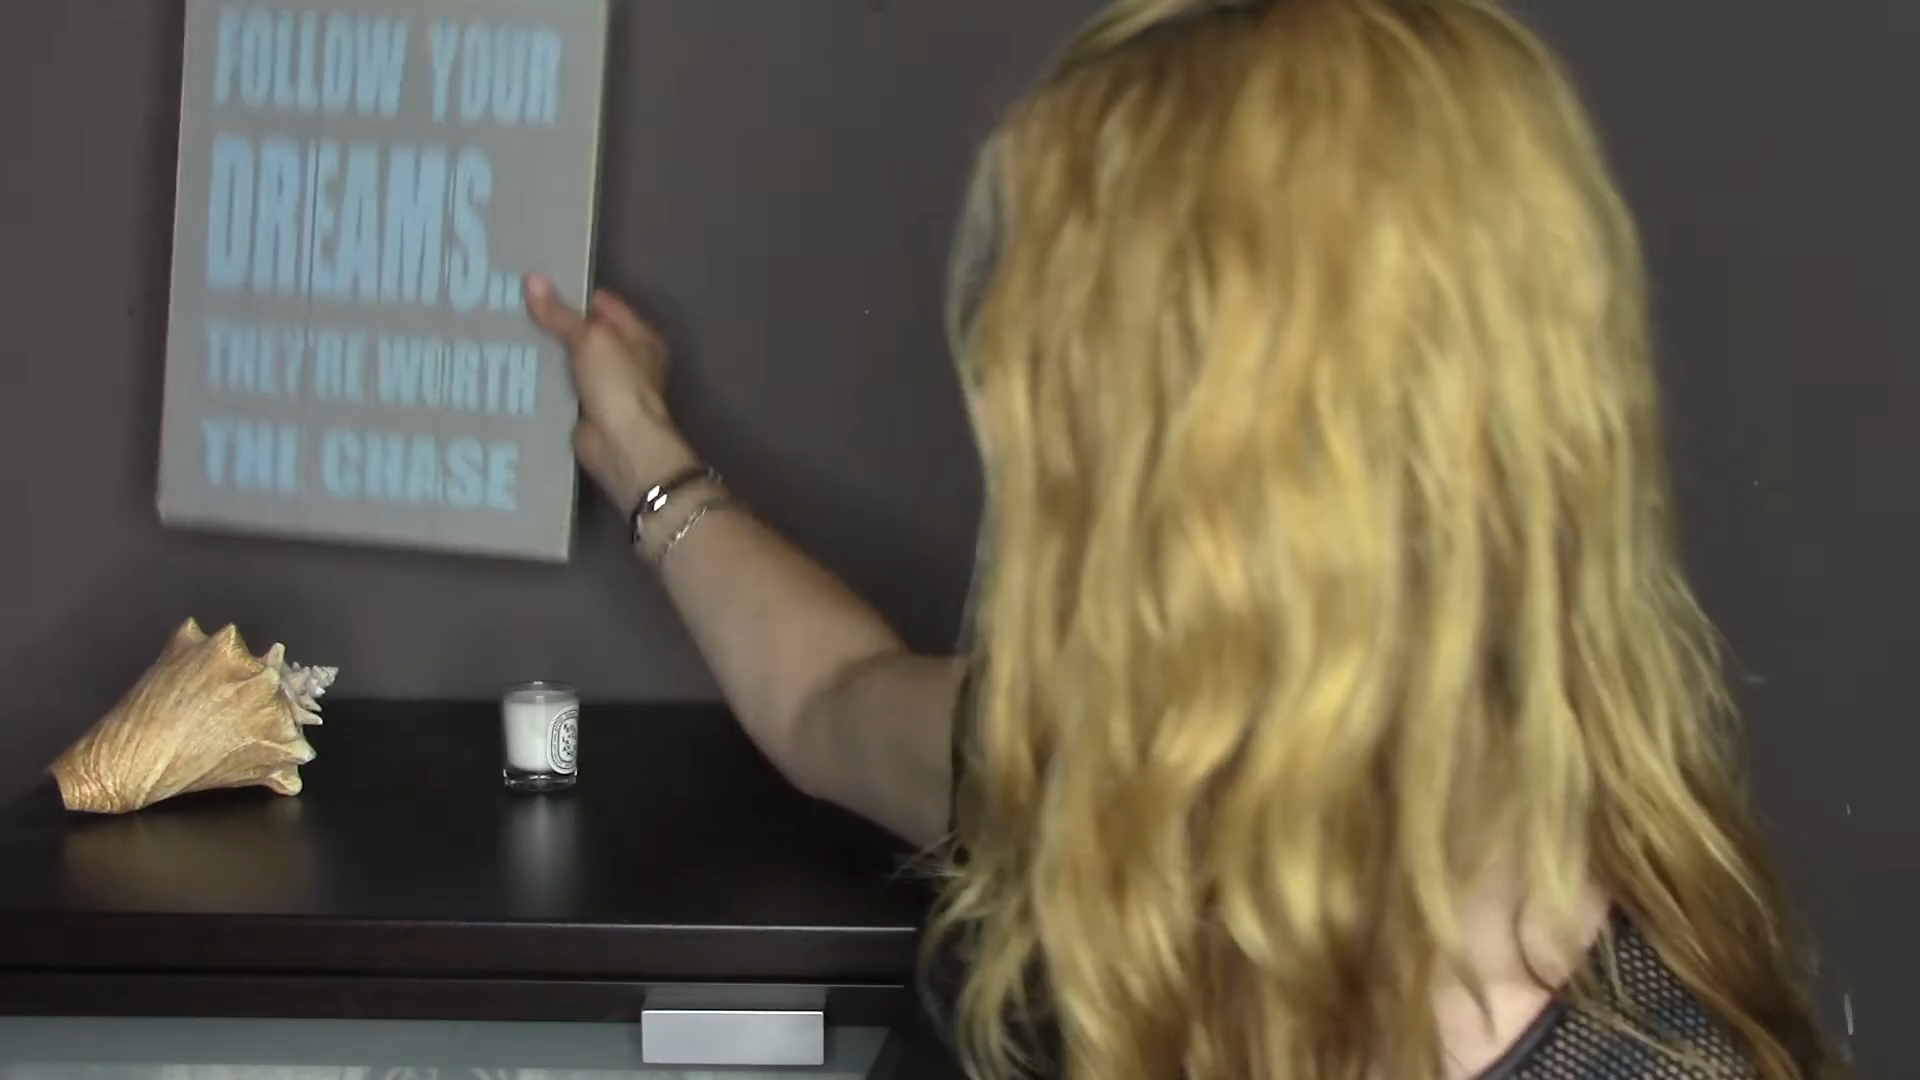 FOLLOW YOUR
DREAMS...
THEY'RE WORTH
THE CHASE